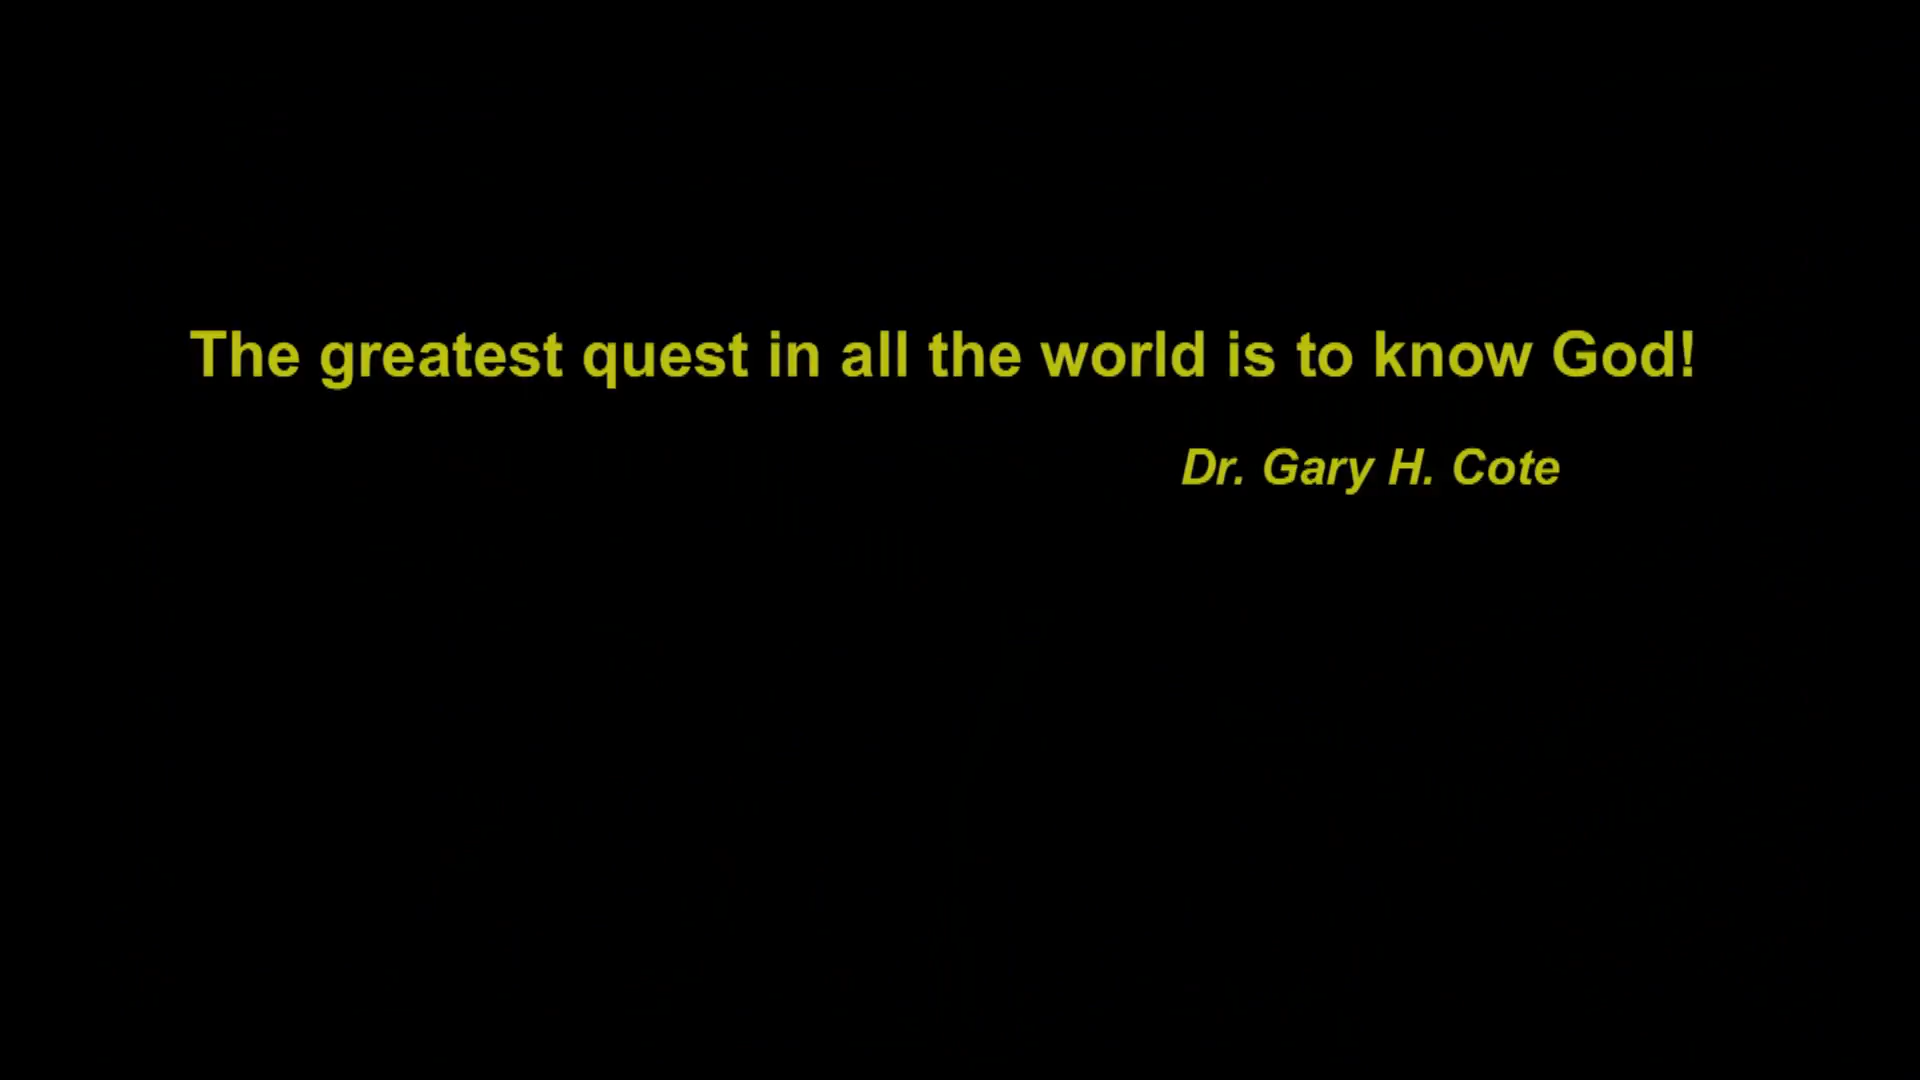 The greatest quest in all the world is to know God!
Dr. Gary H. Cote